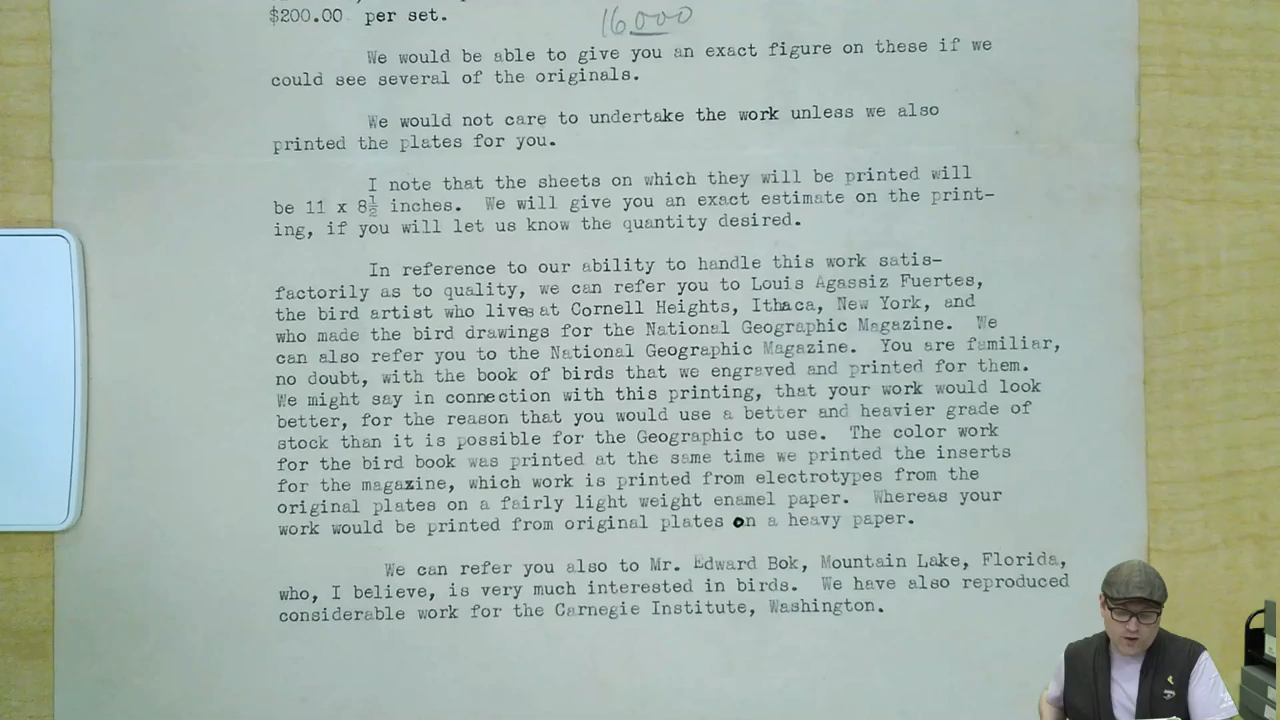 $200.00 per set.
16000
We would be able to give you an exact figure on these if we
could see several of the originals.
We would not care to undertake the work unless we also
printed the plates for you.
I note that the sheets on which they will be printed will
be 11 x 8½ inches. We will give you an exact estimate on the print-
ing, if you will let us know the quantity desired.
In reference to our ability to handle this work satis-
factorily as to quality, we can refer you to Louis Agassiz Fuertes,
the bird artist who lives at Cornell Heights, Ithaca, New York, and
who made the bird drawings for the National Geographic Magazine. We
can also refer you to the National Geographic Magazine. You are familiar,
no doubt, with the book of birds that we engraved and printed for them.
We might say in connection with this printing, that your work would look
better, for the reason that you would use a better and heavier grade of
stock than it is possible for the Geographic to use. The color work
for the bird book was printed at the same time we printed the inserts
for the magazine, which work is printed from electrotypes from the
original plates on a fairly light weight enamel paper. Whereas your
work would be printed from original plates on a heavy paper.
We can refer you also to Mr. Edward Bok, Mountain Lake, Florida,
who, I believe, is very much interested in birds. We have also reproduced
considerable work for the Carnegie Institute, Washington.